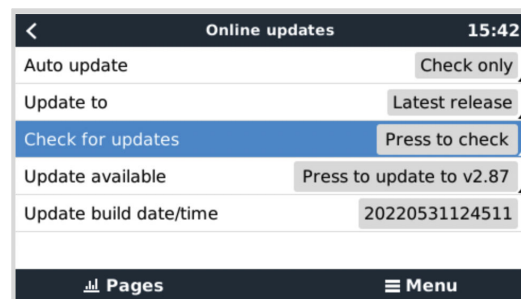 Online updates 15:42
Auto update Check only
Update to Latest release
Check for updates Press to check
Update available Press to update to v2.87
Update build date/time 20220531124511
Pages Menu